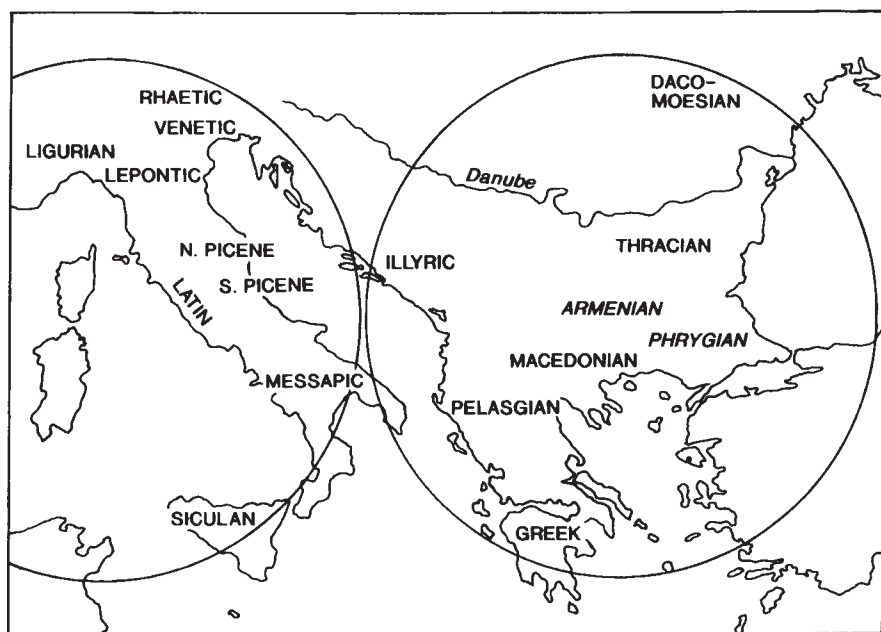 RHAETIC
VENETIC
LIGURIAN
LEPONTIC
N. PICENE
S. PICENE
LATIN
MESSAPIC
SICULAN
DACO-
MOESIAN
Danube
THRACIAN
ILLYRIC
ARMENIAN
PHRYGIAN
MACEDONIAN
PELASGIAN
GREEK